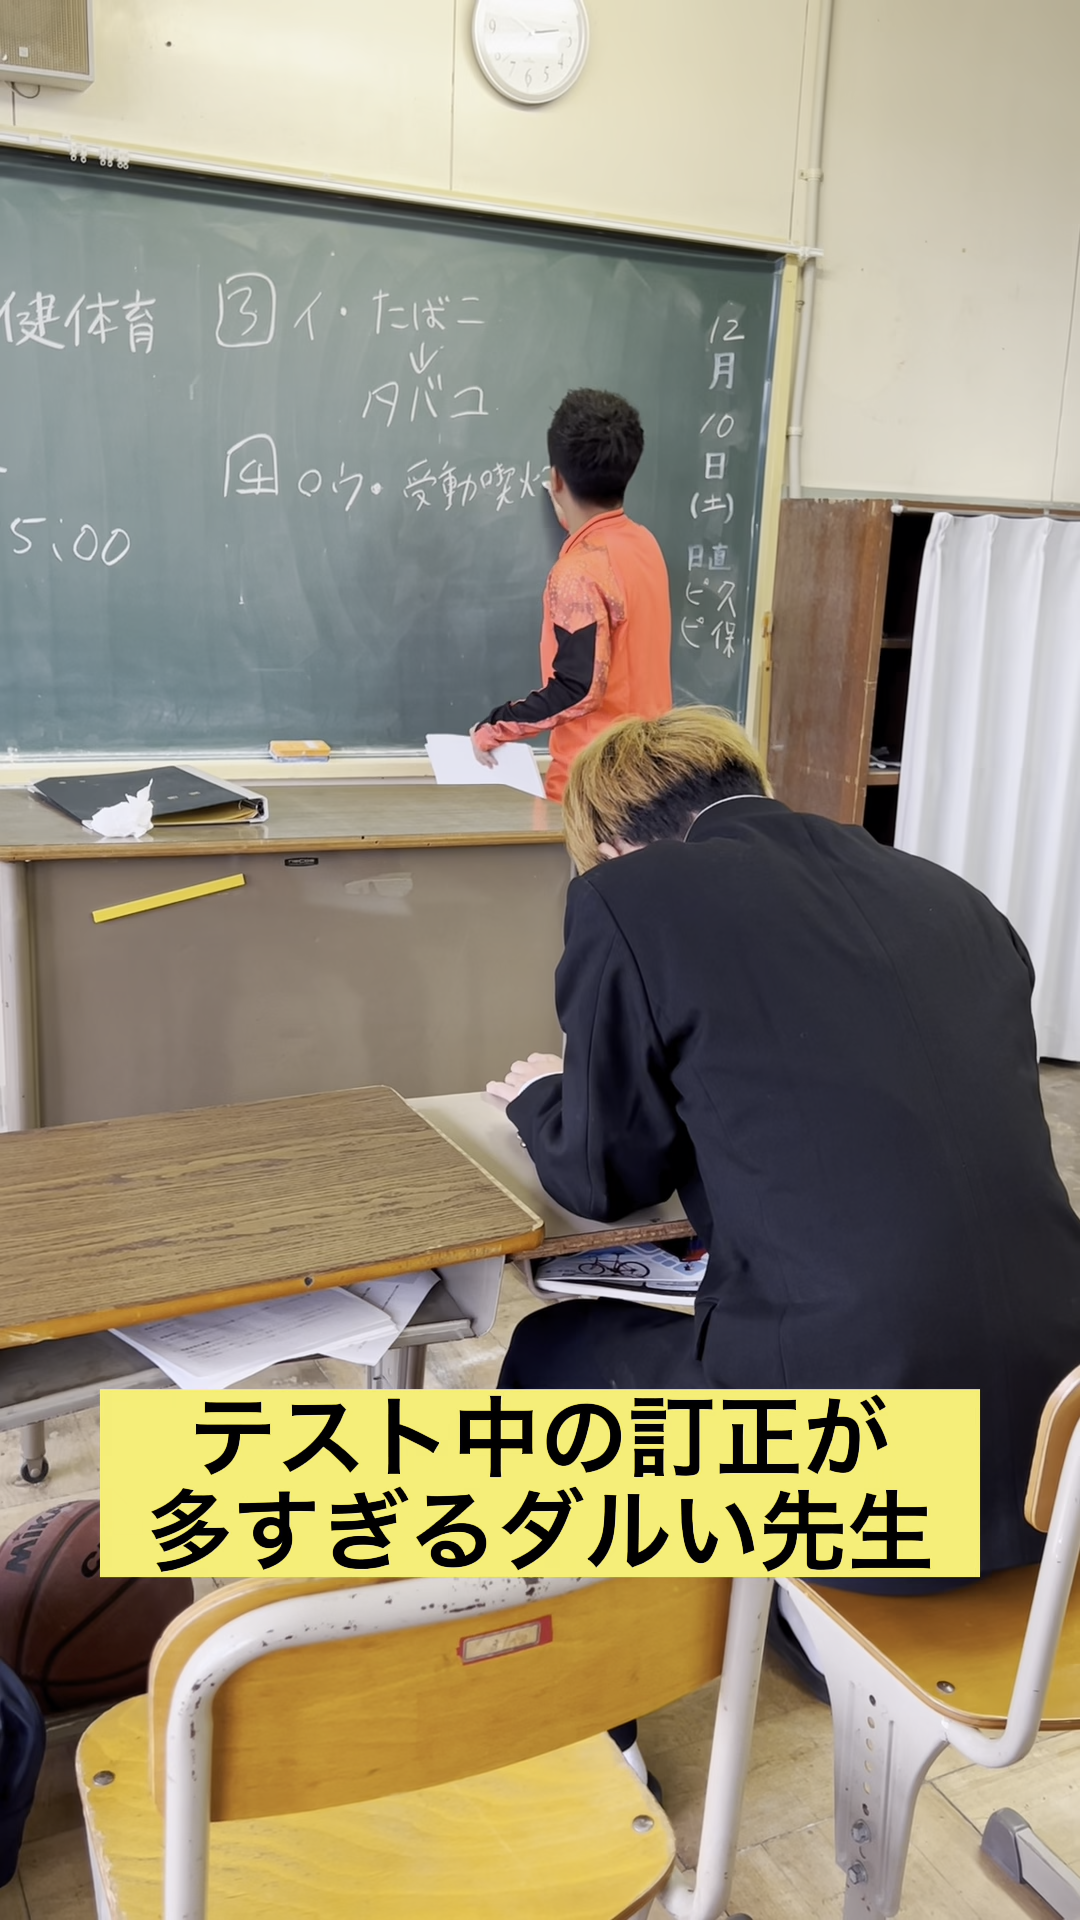 健体育
5:00
3 イ・たばこ
↓
タバコ
4 ロウ・受動喫
12月10日(土)
日直
久保
ピピ
テスト中の訂正が
多すぎるダルい先生